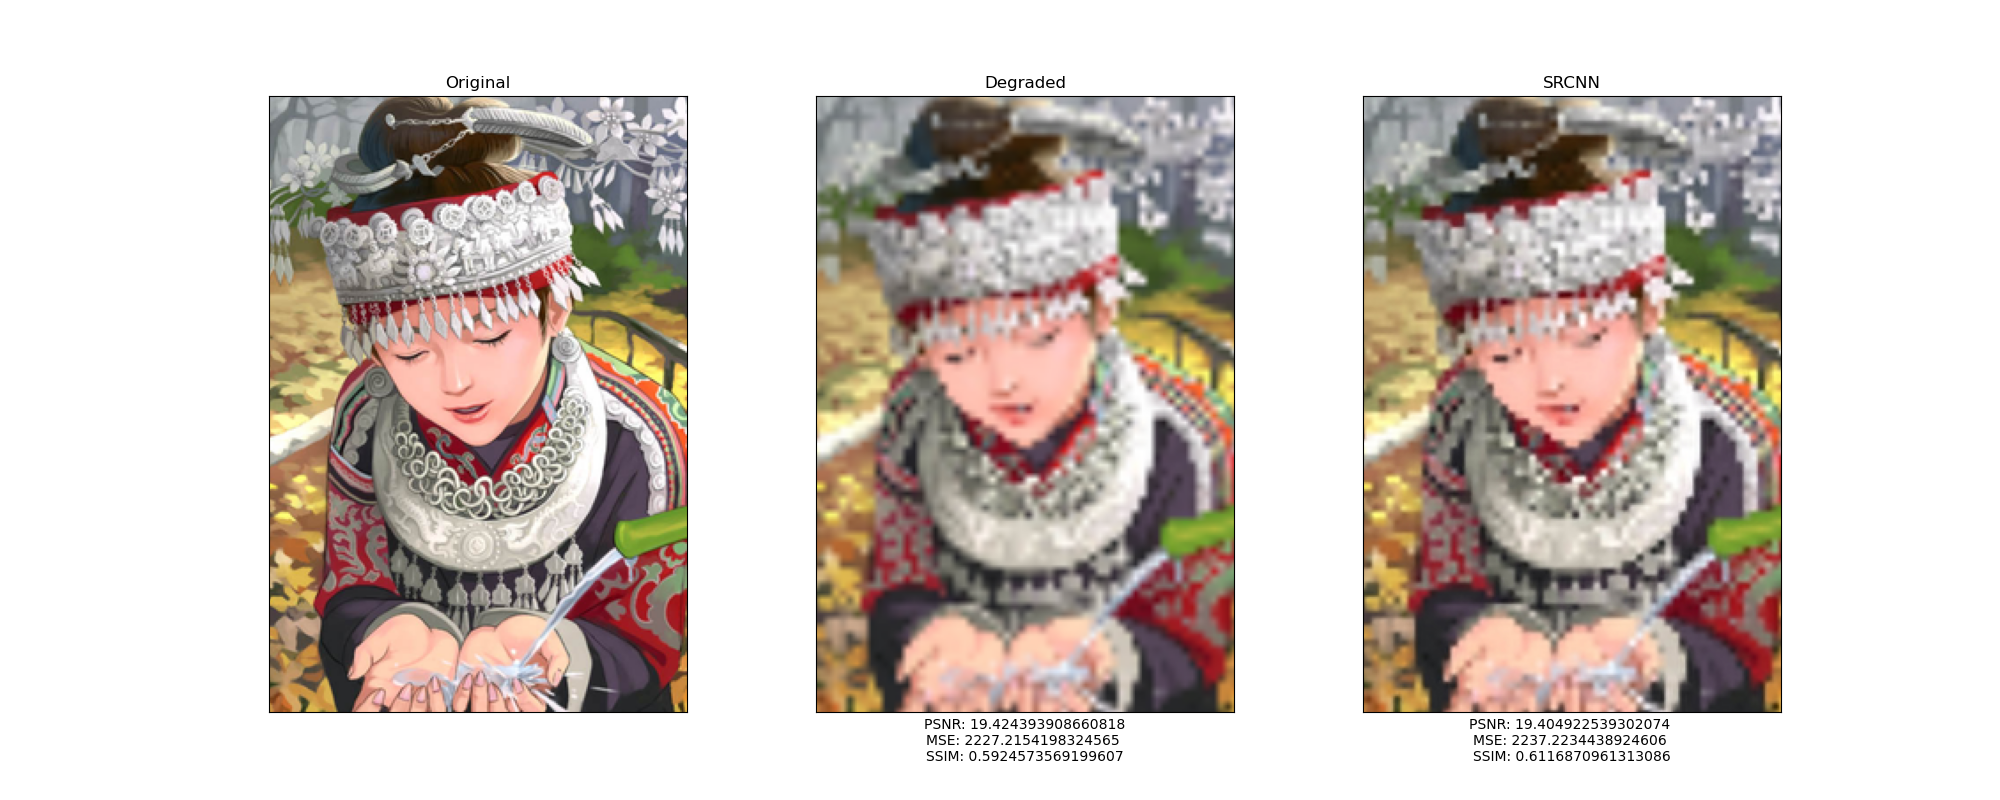 Original
Degraded
SRCNN
PSNR: 19.424393908660818
MSE: 2227.2154198324565
SSIM: 0.5924573569199607
PSNR: 19.404922539302074
MSE: 2237.2234438924606
SSIM: 0.6116870961313086